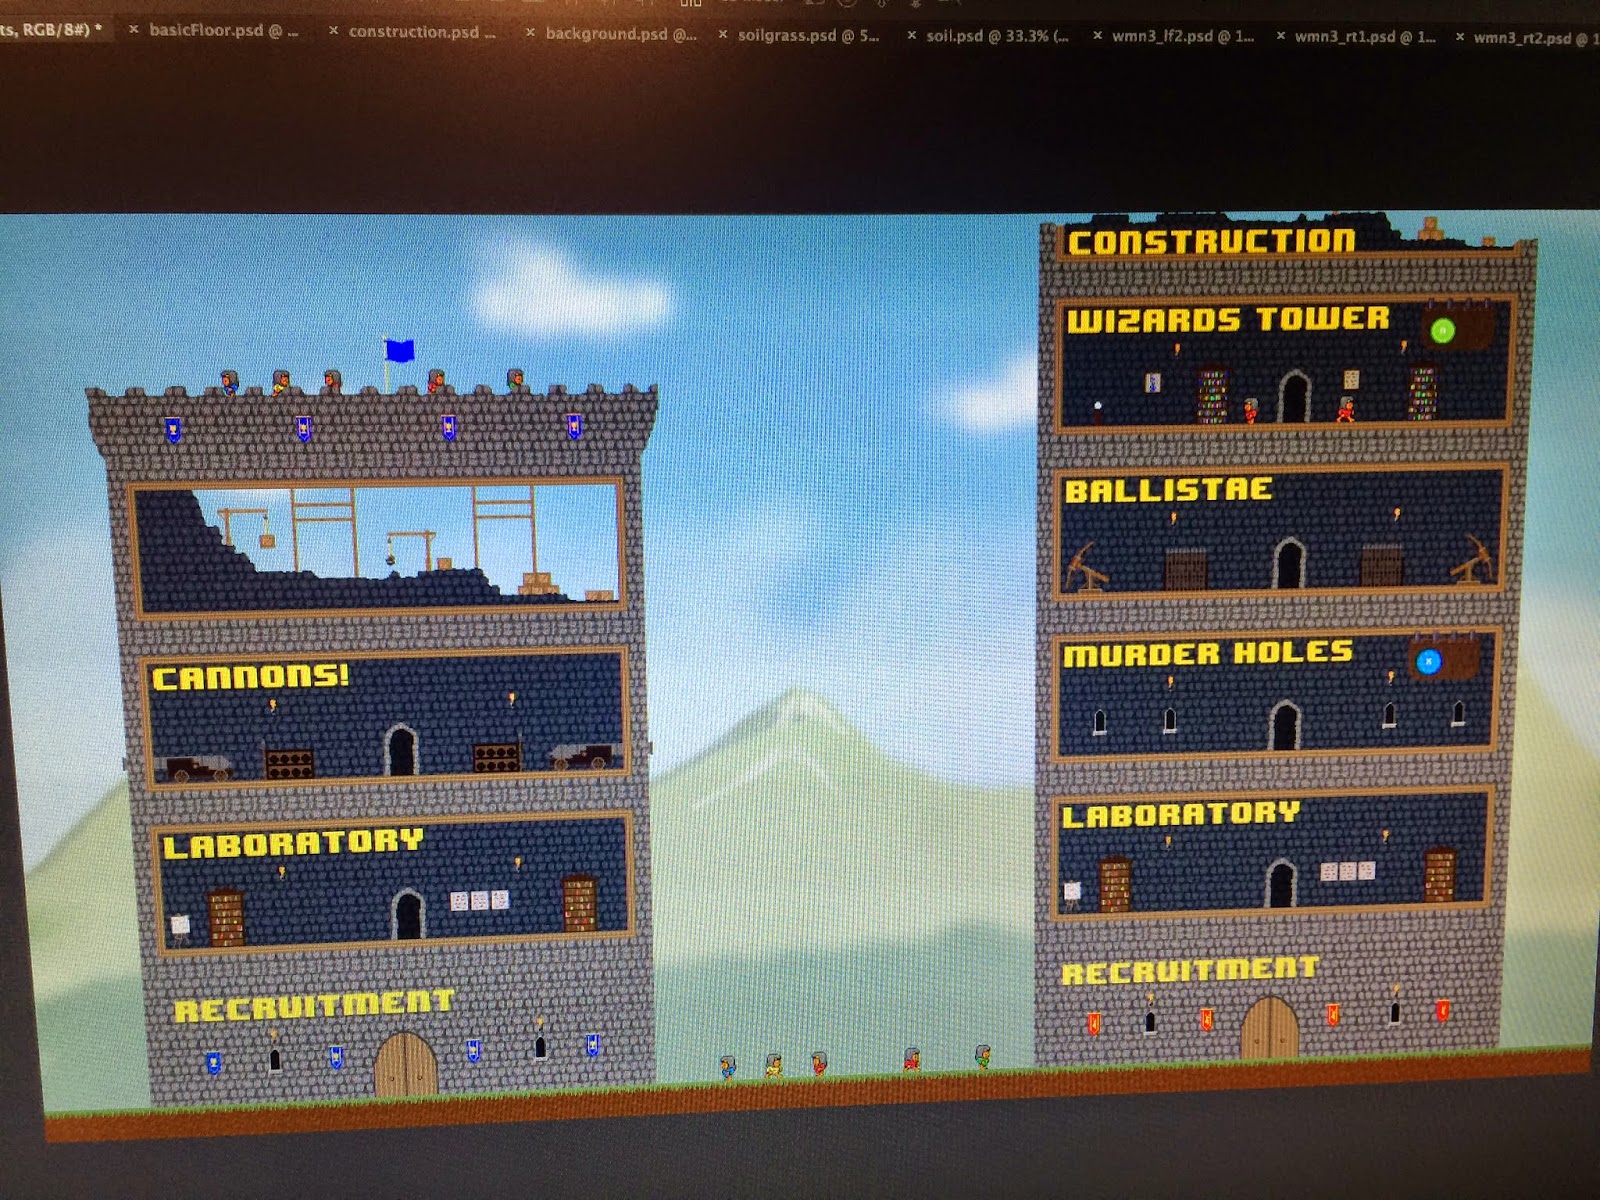 ts, RGB/8#) *
× basicFloor.psd @ ...
× construction.psd ...
× background.psd @...
× soilgrass.psd @ 5...
× soil.psd @ 33.3% (...
× wmn3_lf2.psd @ 1...
× wmn3_rt1.psd @ 1...
× wmn3_rt2.psd @ 1
CANNONS!
LABORATORY
RECRUITMENT
CONSTRUCTION
WIZARDS TOWER
BALLISTAE
MURDER HOLES
X
LABORATORY
RECRUITMENT